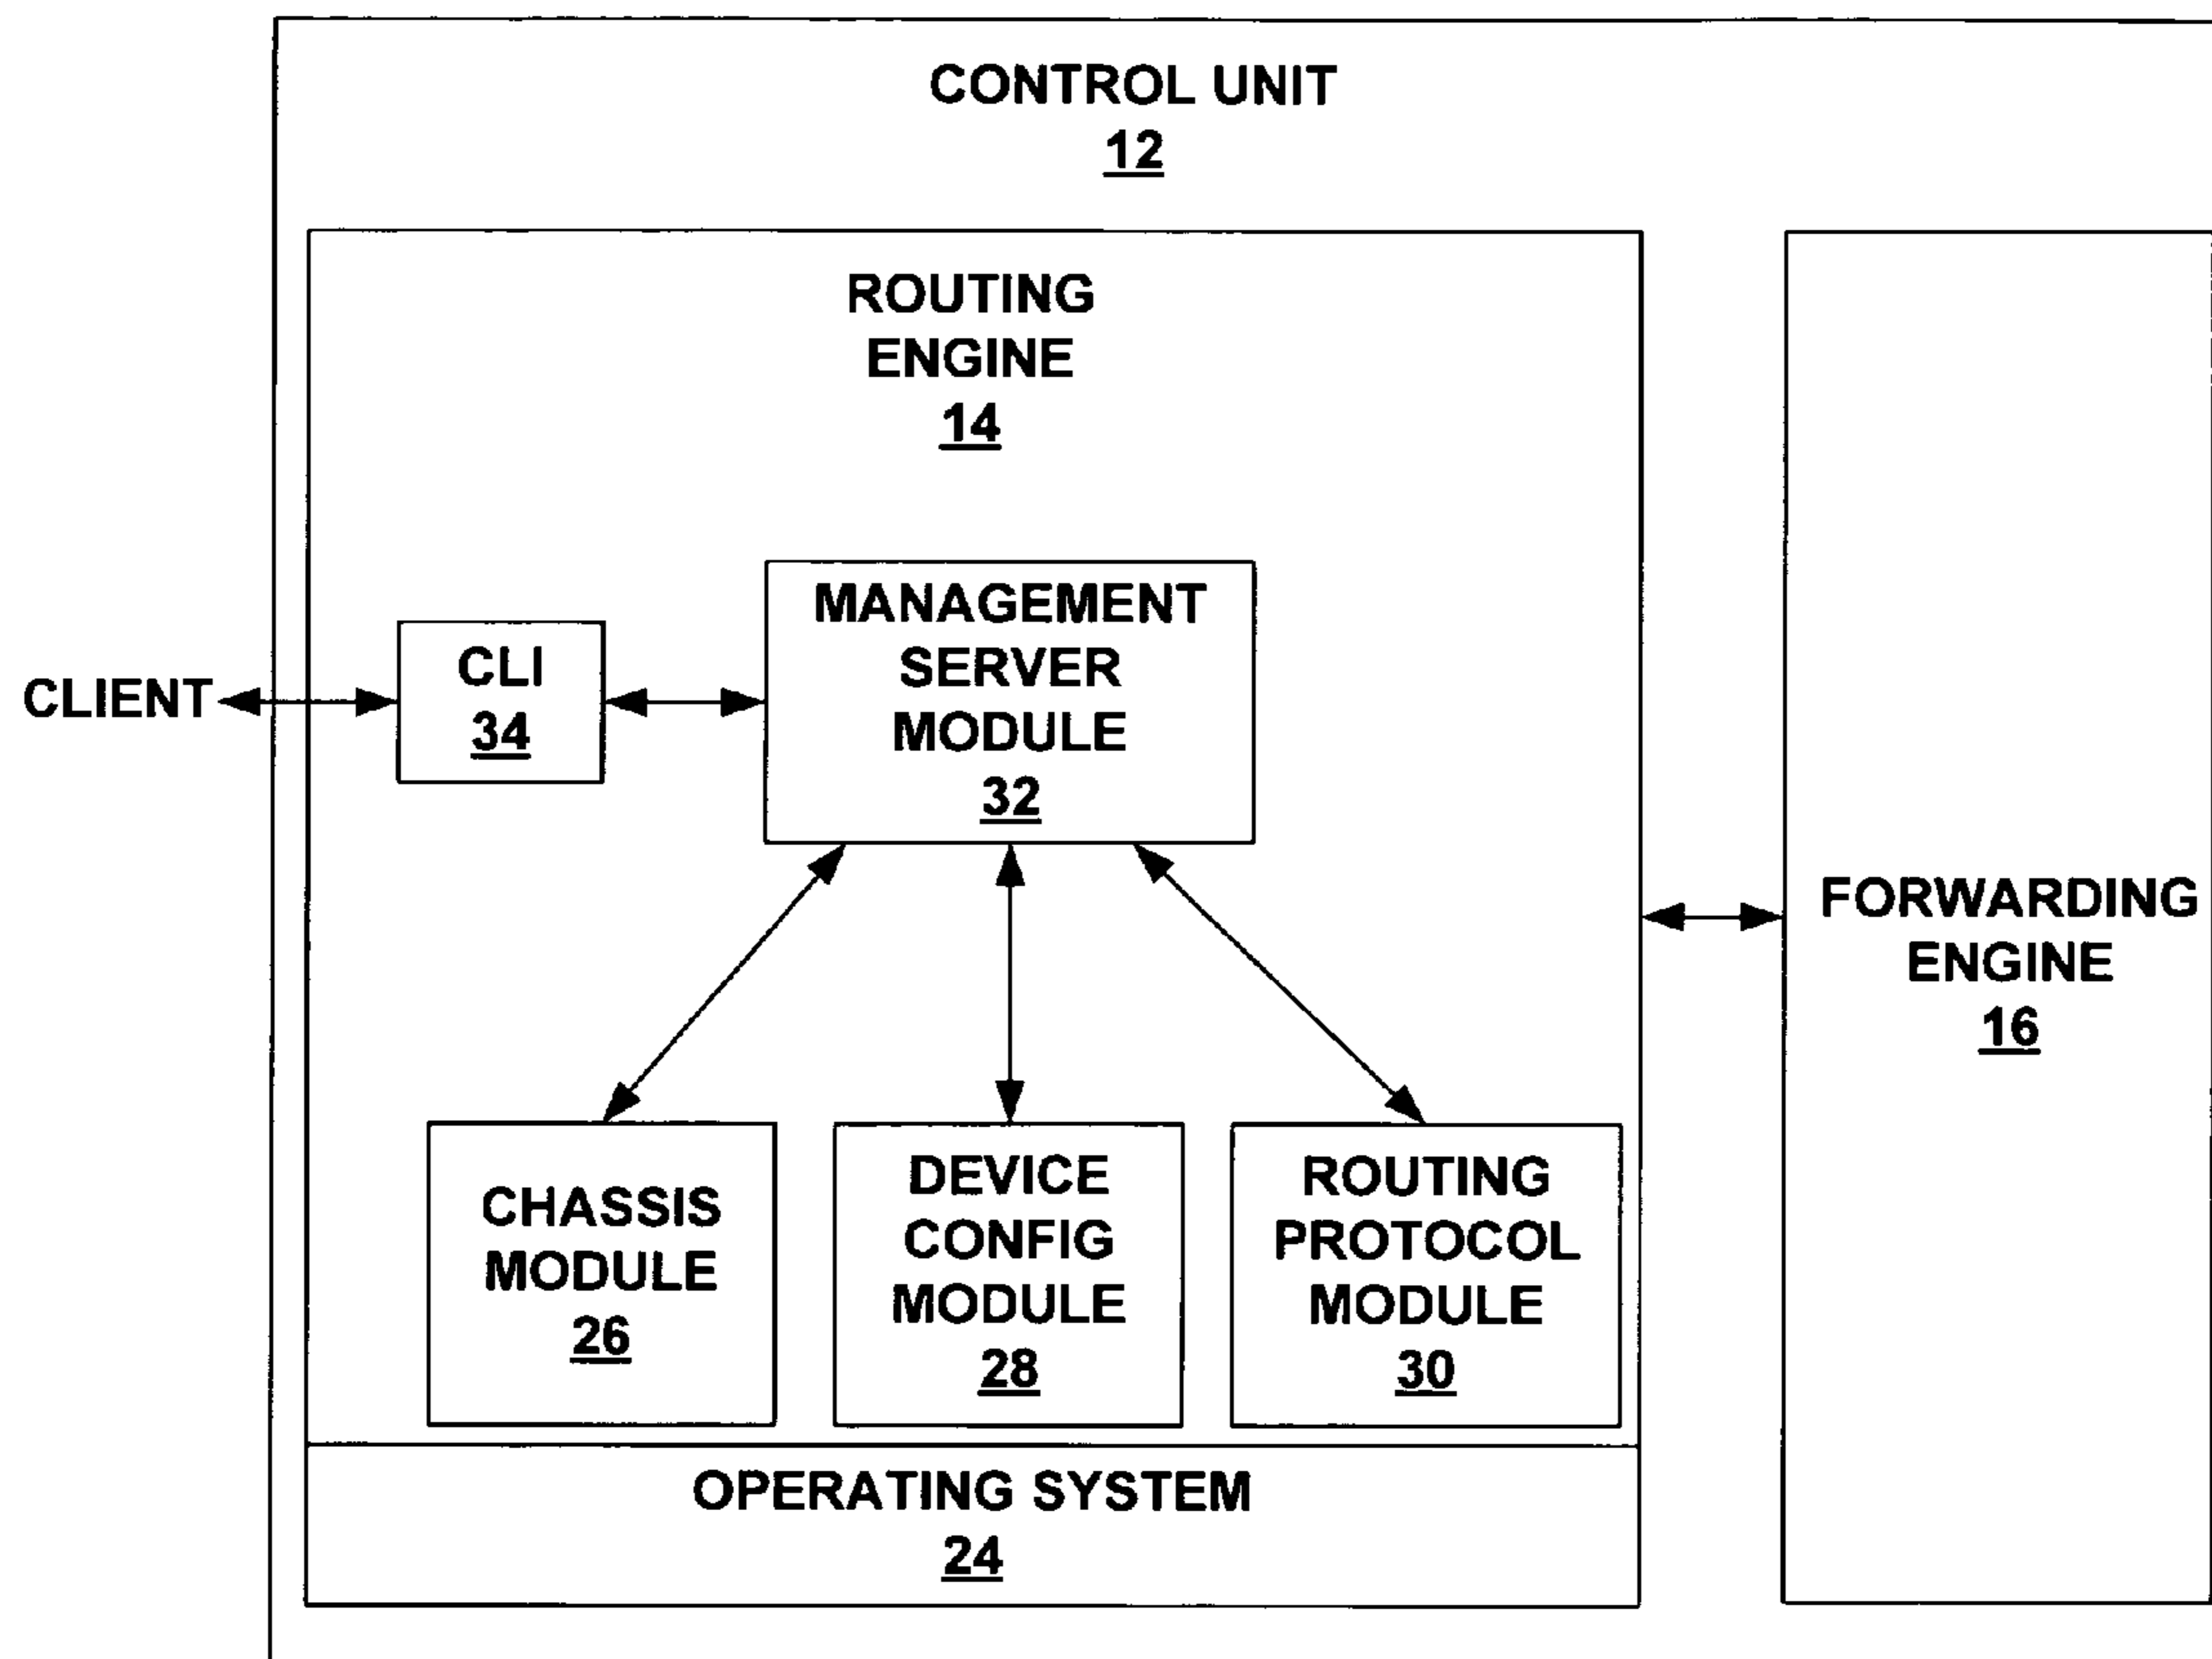 CONTROL UNIT
12
ROUTING
ENGINE
14
MANAGEMENT
SERVER
MODULE
32
CLI
34
CLIENT
FORWARDING
ENGINE
16
CHASSIS
MODULE
26
DEVICE
CONFIG
MODULE
28
ROUTING
PROTOCOL
MODULE
30
OPERATING SYSTEM
24